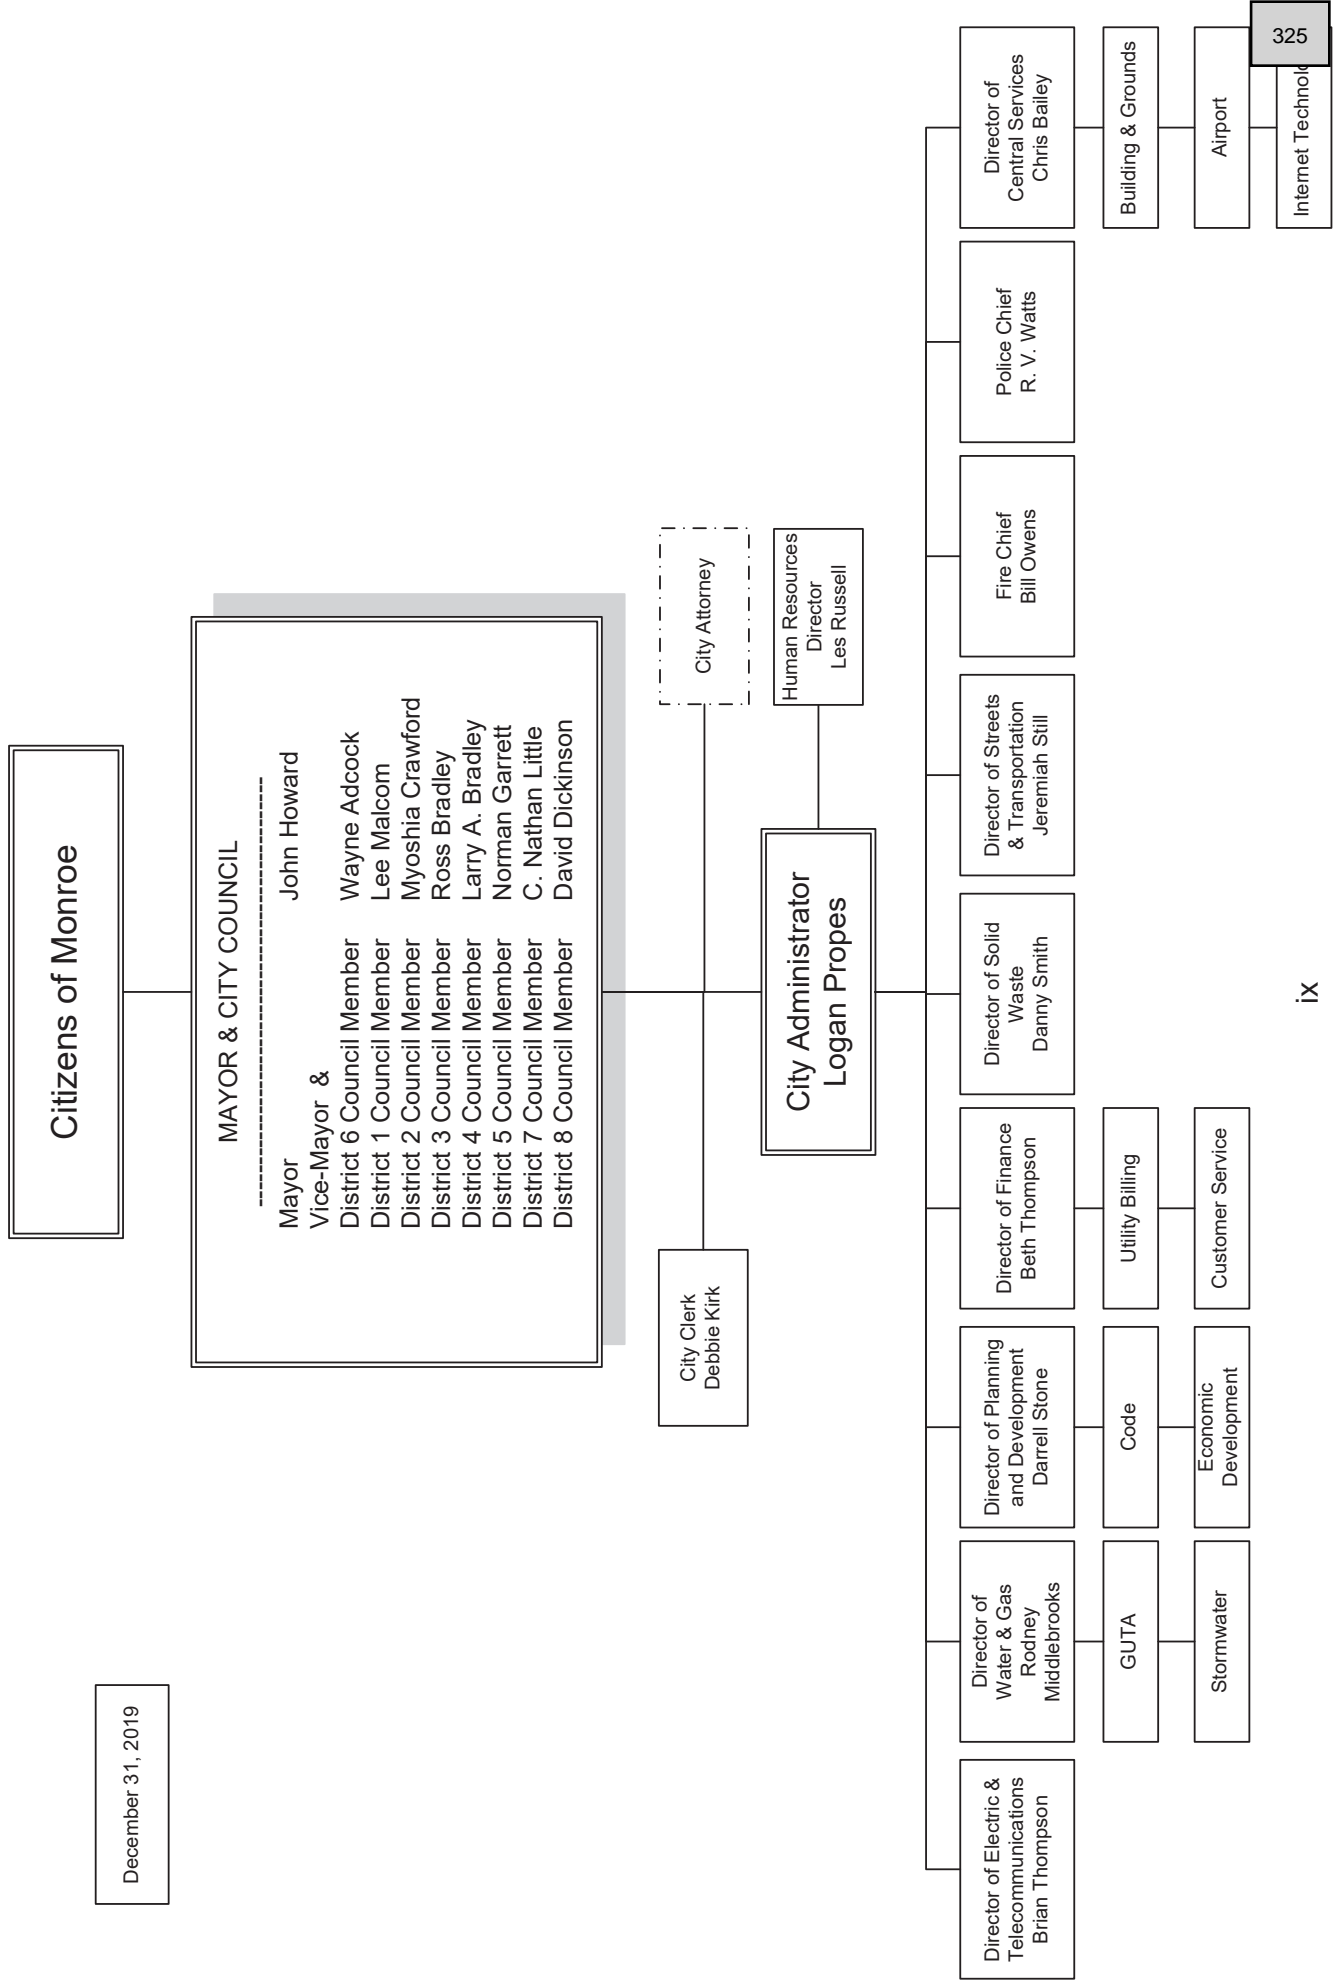 325
December 31, 2019
Citizens of Monroe
MAYOR & CITY COUNCIL
Mayor John Howard
Vice-Mayor &
District 6 Council Member Wayne Adcock
District 1 Council Member Lee Malcom
District 2 Council Member Myoshia Crawford
District 3 Council Member Ross Bradley
District 4 Council Member Larry A. Bradley
District 5 Council Member Norman Garrett
District 7 Council Member C. Nathan Little
District 8 Council Member David Dickinson
City Clerk
Debbie Kirk
City Attorney
City Administrator
Logan Propes
Human Resources
Director
Les Russell
Director of Electric &
Telecommunications
Brian Thompson
Director of
Water & Gas
Rodney
Middlebrooks
GUTA
Stormwater
Director of Planning
and Development
Darrell Stone
Code
Economic
Development
Director of Finance
Beth Thompson
Utility Billing
Customer Service
Director of Solid
Waste
Danny Smith
Director of Streets
& Transportation
Jeremiah Still
Fire Chief
Bill Owens
Police Chief
R. V. Watts
Director of
Central Services
Chris Bailey
Building & Grounds
Airport
Internet Technolo
ix